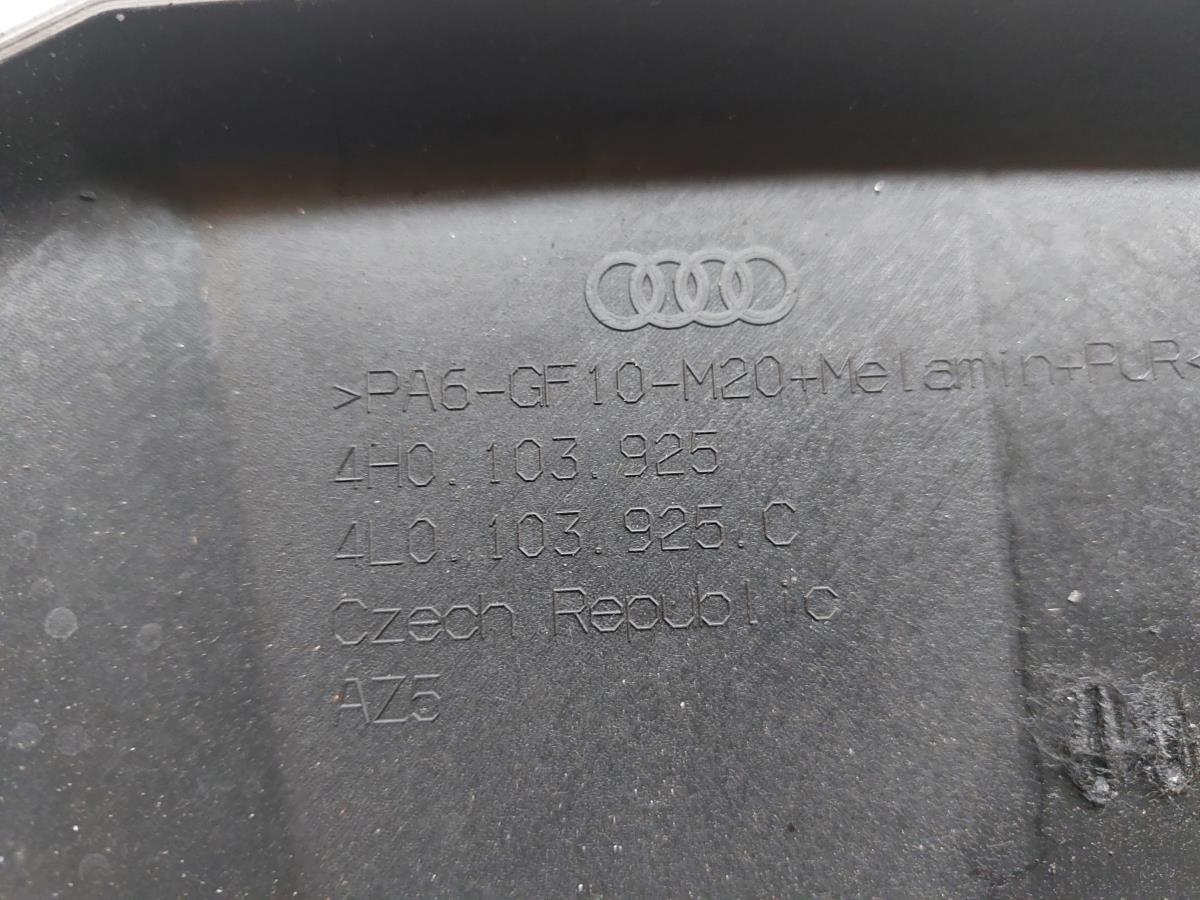 >PA6-GF10-M20+Melamin+PUR<
4H0.103.925
4L0.103.925.C
Czech Republic
AZ5